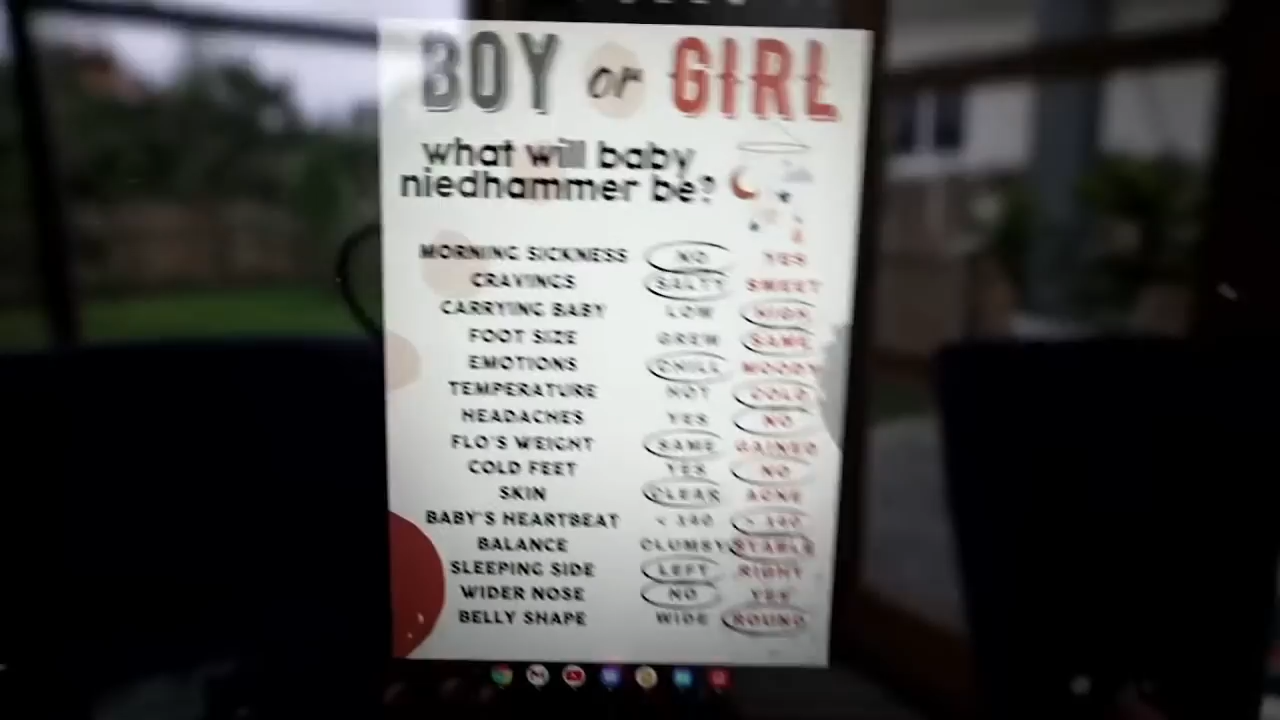 BOY or GIRL
what will baby
niedhammer be?
MORNING SICKNESS NO YES
CRAVINGS SALTY SWEET
CARRYING BABY LOW HIGH
FOOT SIZE GREW SAME
EMOTIONS CHILL MOODY
TEMPERATURE HOT COLD
HEADACHES YES NO
FLO'S WEIGHT SAME GAINED
COLD FEET YES NO
SKIN CLEAR ACNE
BABY'S HEARTBEAT < 140 > 140
BALANCE CLUMSY STABLE
SLEEPING SIDE LEFT RIGHT
WIDER NOSE NO YES
BELLY SHAPE WIDE ROUND